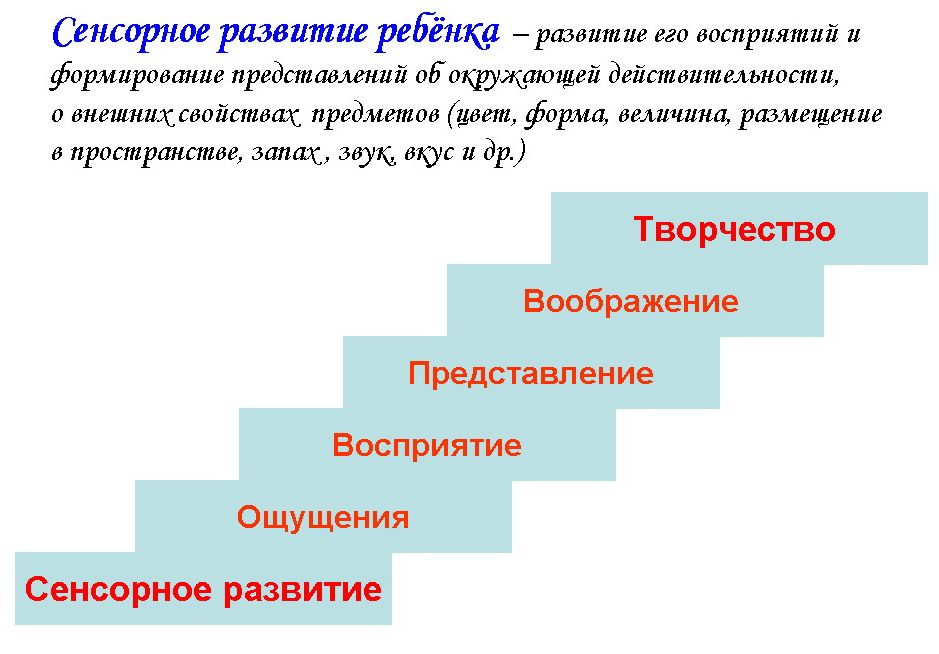 Сенсорное развитие ребёнка – развитие его восприятий и
формирование представлений об окружающей действительности,
о внешних свойствах предметов (цвет, форма, величина, размещение
в пространстве, запах , звук, вкус и др.)
Творчество
Воображение
Представление
Восприятие
Ощущения
Сенсорное развитие